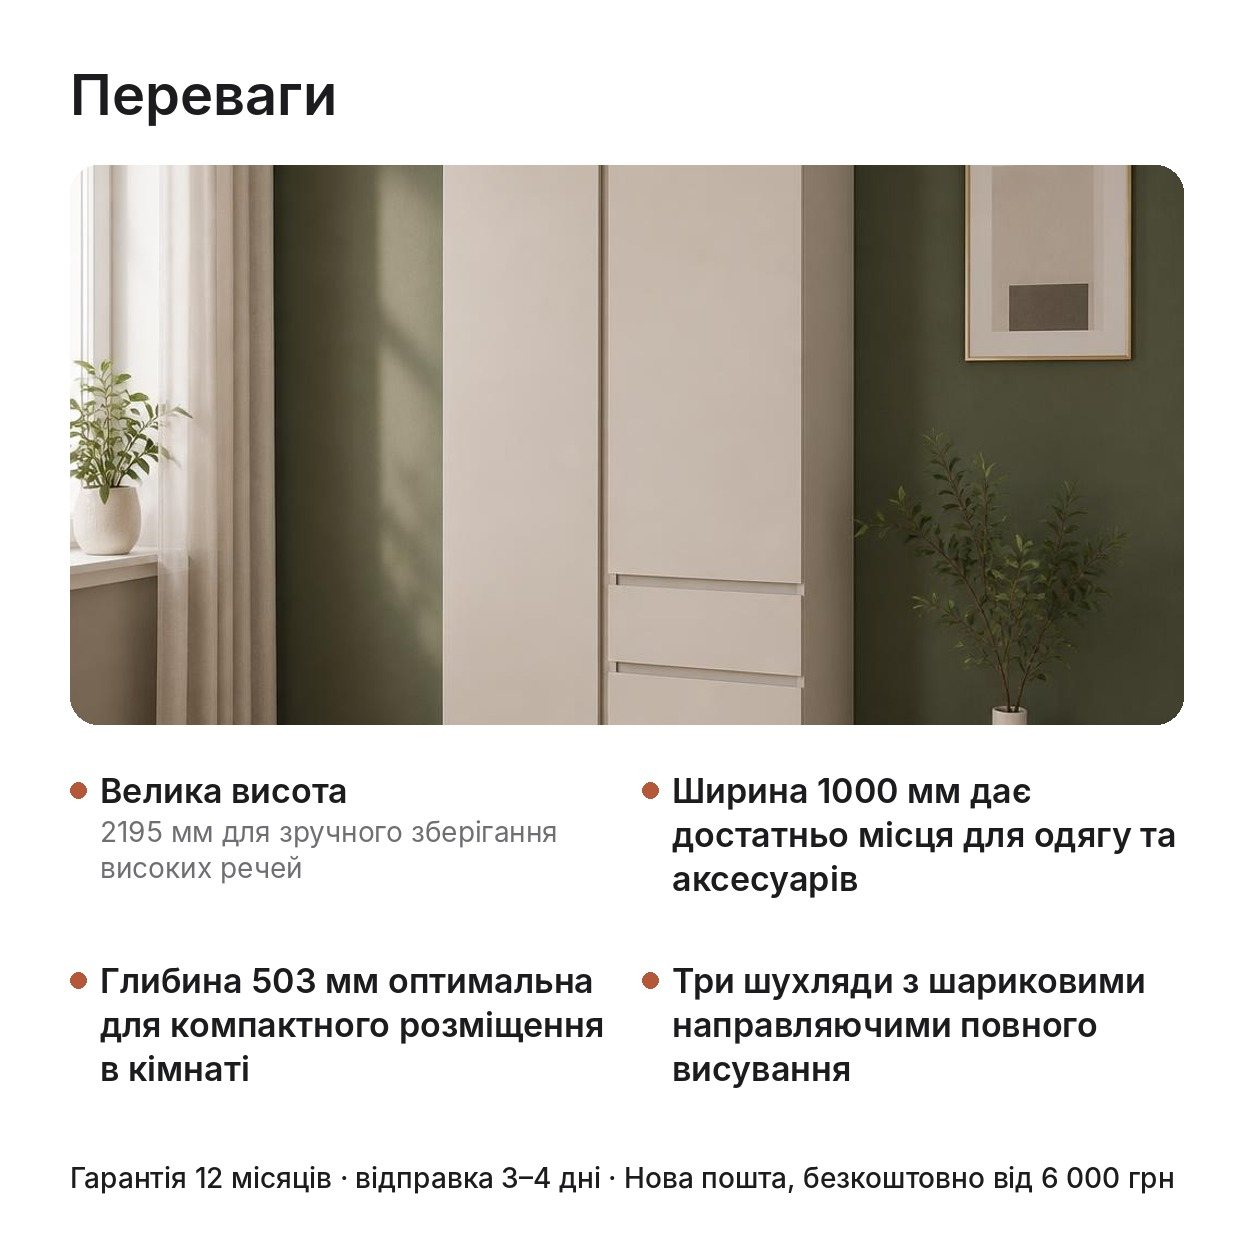 Переваги
Велика висота
2195 мм для зручного зберігання
високих речей
Ширина 1000 мм дає
достатньо місця для одягу та
аксесуарів
Глибина 503 мм оптимальна
для компактного розміщення
в кімнаті
Три шухляди з шариковими
направляючими повного
висування
Гарантія 12 місяців · відправка 3–4 дні · Нова пошта, безкоштовно від 6 000 грн